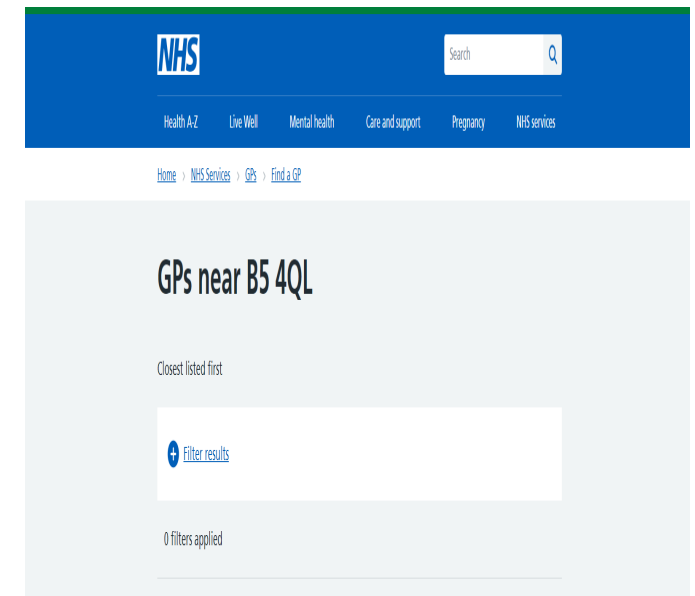 NHS
Search
Health A-Z Live Well Mental health Care and support Pregnancy NHS services
Home > NHS Services > GPs > Find a GP
GPs near B5 4QL
Closest listed first
Filter results
0 filters applied